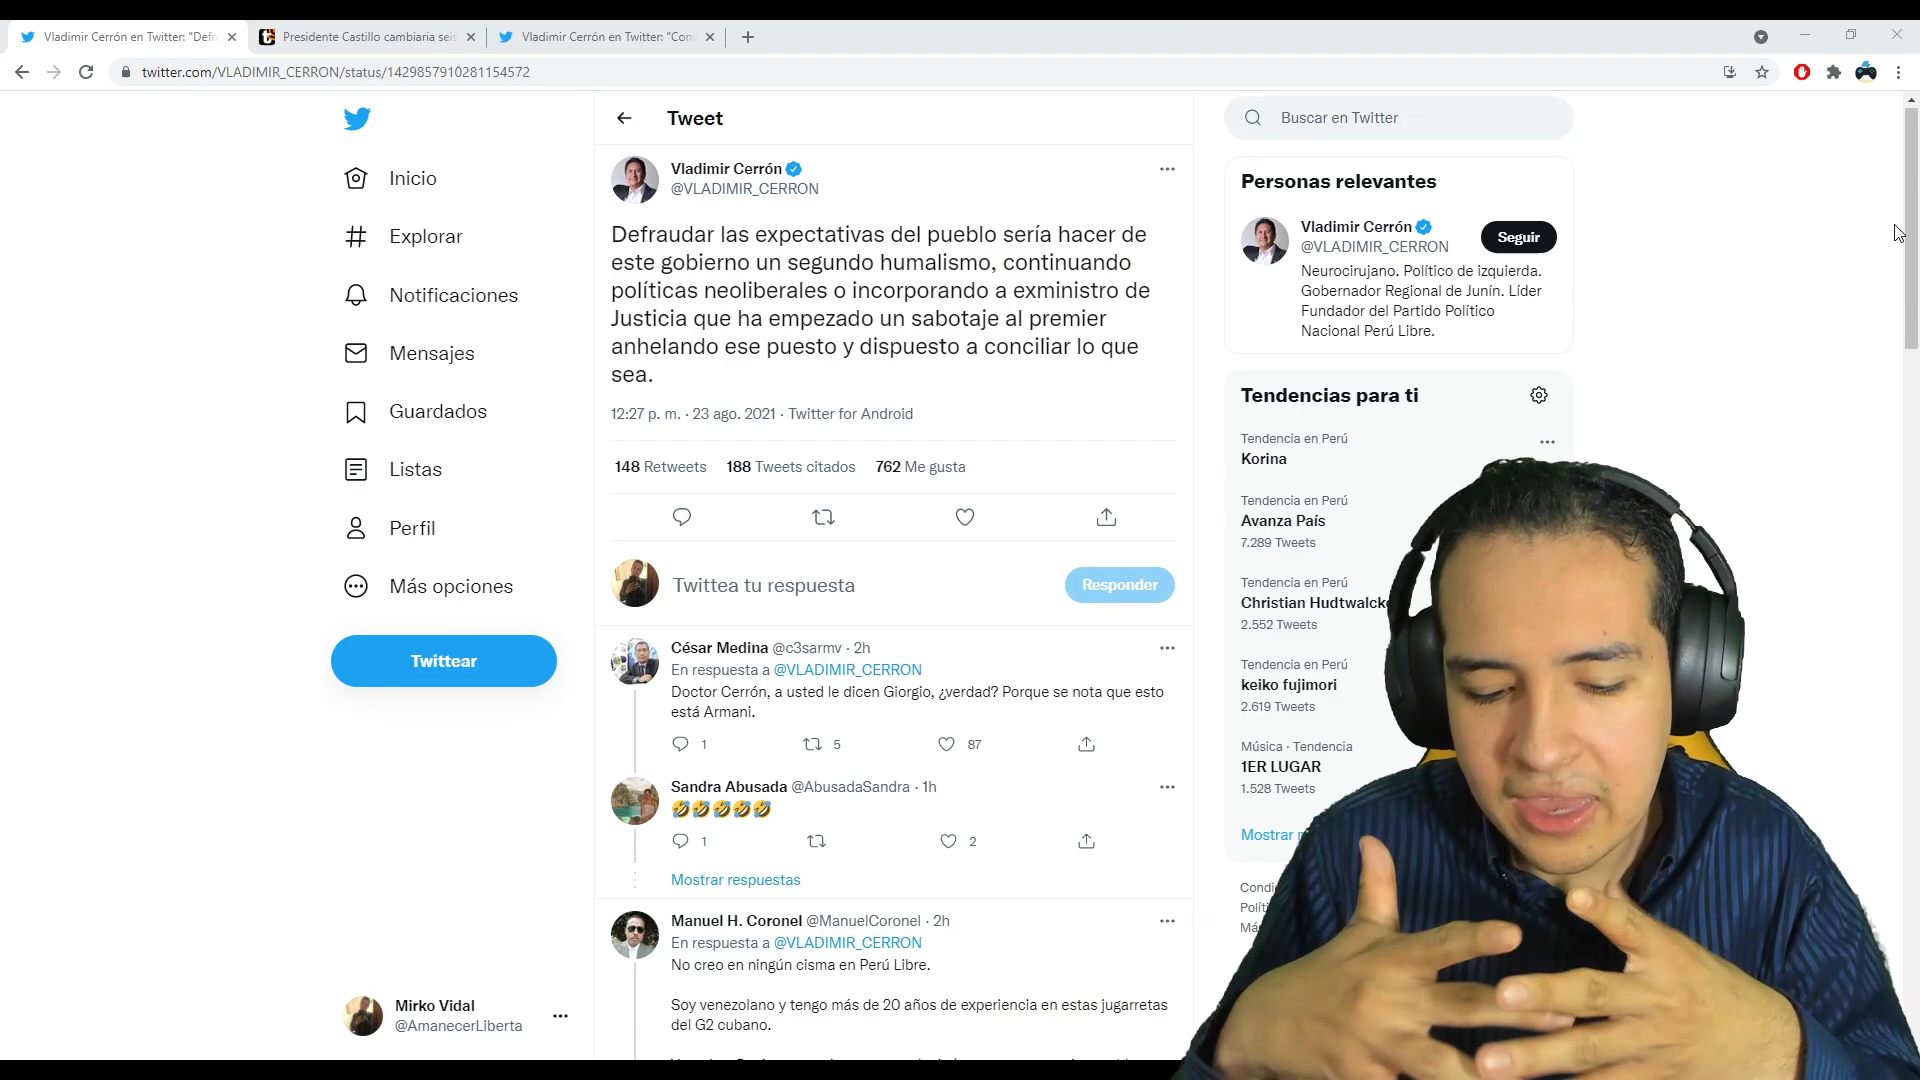 Vladimir Cerrón en Twitter: "Defr
Presidente Castillo cambiaria seis
Vladimir Cerrón en Twitter: "Con
twitter.com/VLADIMIR_CERRON/status/1429857910281154572
Inicio
Explorar
Notificaciones
Mensajes
Guardados
Listas
Perfil
Más opciones
Twittear
Mirko Vidal
@AmanecerLiberta
Tweet
Vladimir Cerrón
@VLADIMIR_CERRON
Defraudar las expectativas del pueblo sería hacer de
este gobierno un segundo humalismo, continuando
políticas neoliberales o incorporando a exministro de
Justicia que ha empezado un sabotaje al premier
anhelando ese puesto y dispuesto a conciliar lo que
sea.
12:27 p. m. · 23 ago. 2021 · Twitter for Android
148 Retweets 188 Tweets citados 762 Me gusta
Twittea tu respuesta
Responder
César Medina @c3sarmv · 2h
En respuesta a @VLADIMIR_CERRON
Doctor Cerrón, a usted le dicen Giorgio, ¿verdad? Porque se nota que esto
está Armani.
1 5 87
Sandra Abusada @AbusadaSandra · 1h
🤣🤣🤣🤣🤣
1 2
Mostrar respuestas
Manuel H. Coronel @ManuelCoronel · 2h
En respuesta a @VLADIMIR_CERRON
No creo en ningún cisma en Perú Libre.
Soy venezolano y tengo más de 20 años de experiencia en estas jugarretas
del G2 cubano.
Buscar en Twitter
Personas relevantes
Vladimir Cerrón
@VLADIMIR_CERRON
Seguir
Neurocirujano. Político de izquierda.
Gobernador Regional de Junín. Líder
Fundador del Partido Político
Nacional Perú Libre.
Tendencias para ti
Tendencia en Perú
Korina
Tendencia en Perú
Avanza País
7.289 Tweets
Tendencia en Perú
Christian Hudtwalck
2.552 Tweets
Tendencia en Perú
keiko fujimori
2.619 Tweets
Música · Tendencia
1ER LUGAR
1.528 Tweets
Mostrar